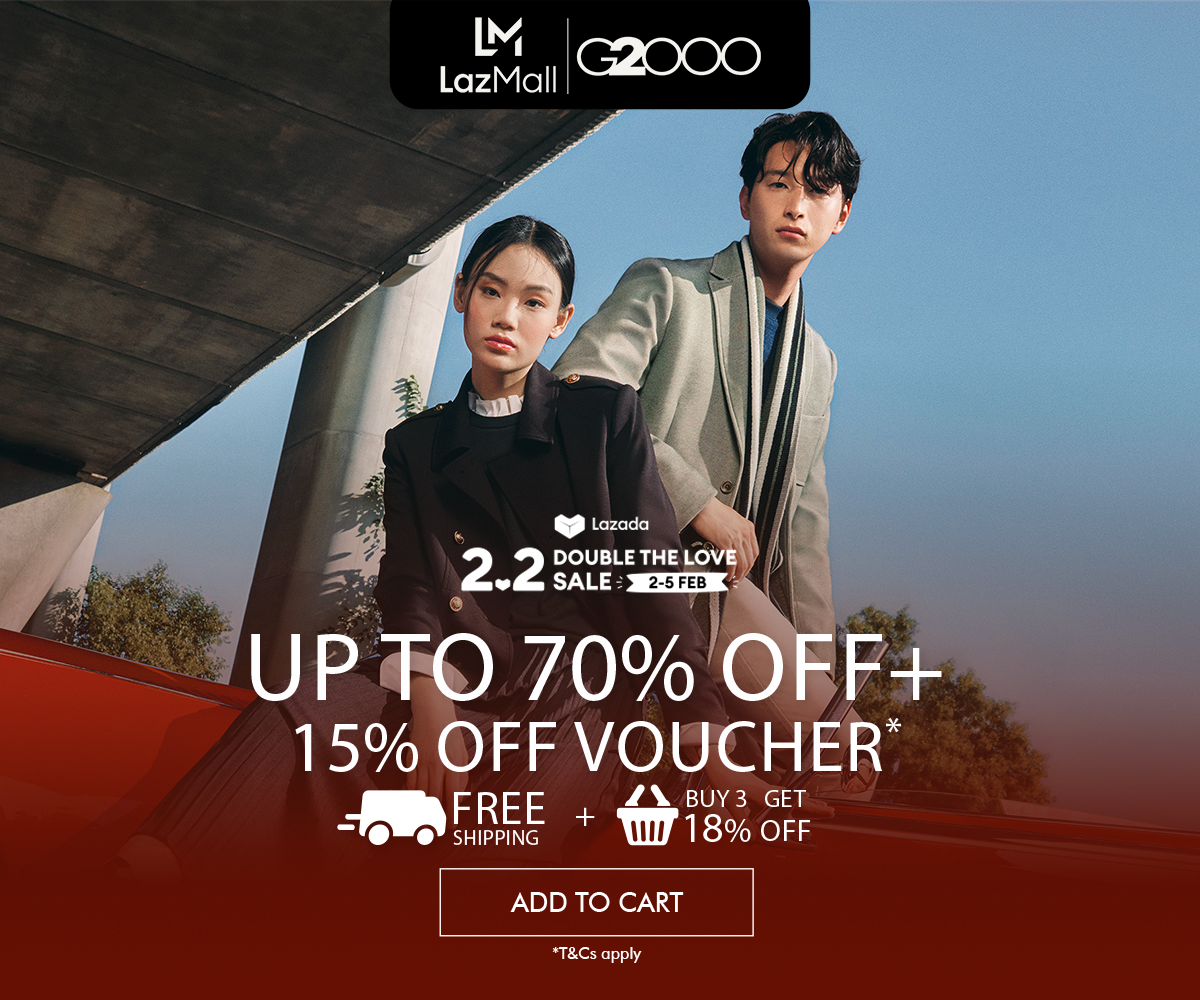 LM
LazMall
G2000
Lazada
2.2 DOUBLE THE LOVE
SALE 2-5 FEB
UP TO 70% OFF+
15% OFF VOUCHER*
FREE
SHIPPING
+
BUY 3 GET
18% OFF
ADD TO CART
*T&Cs apply